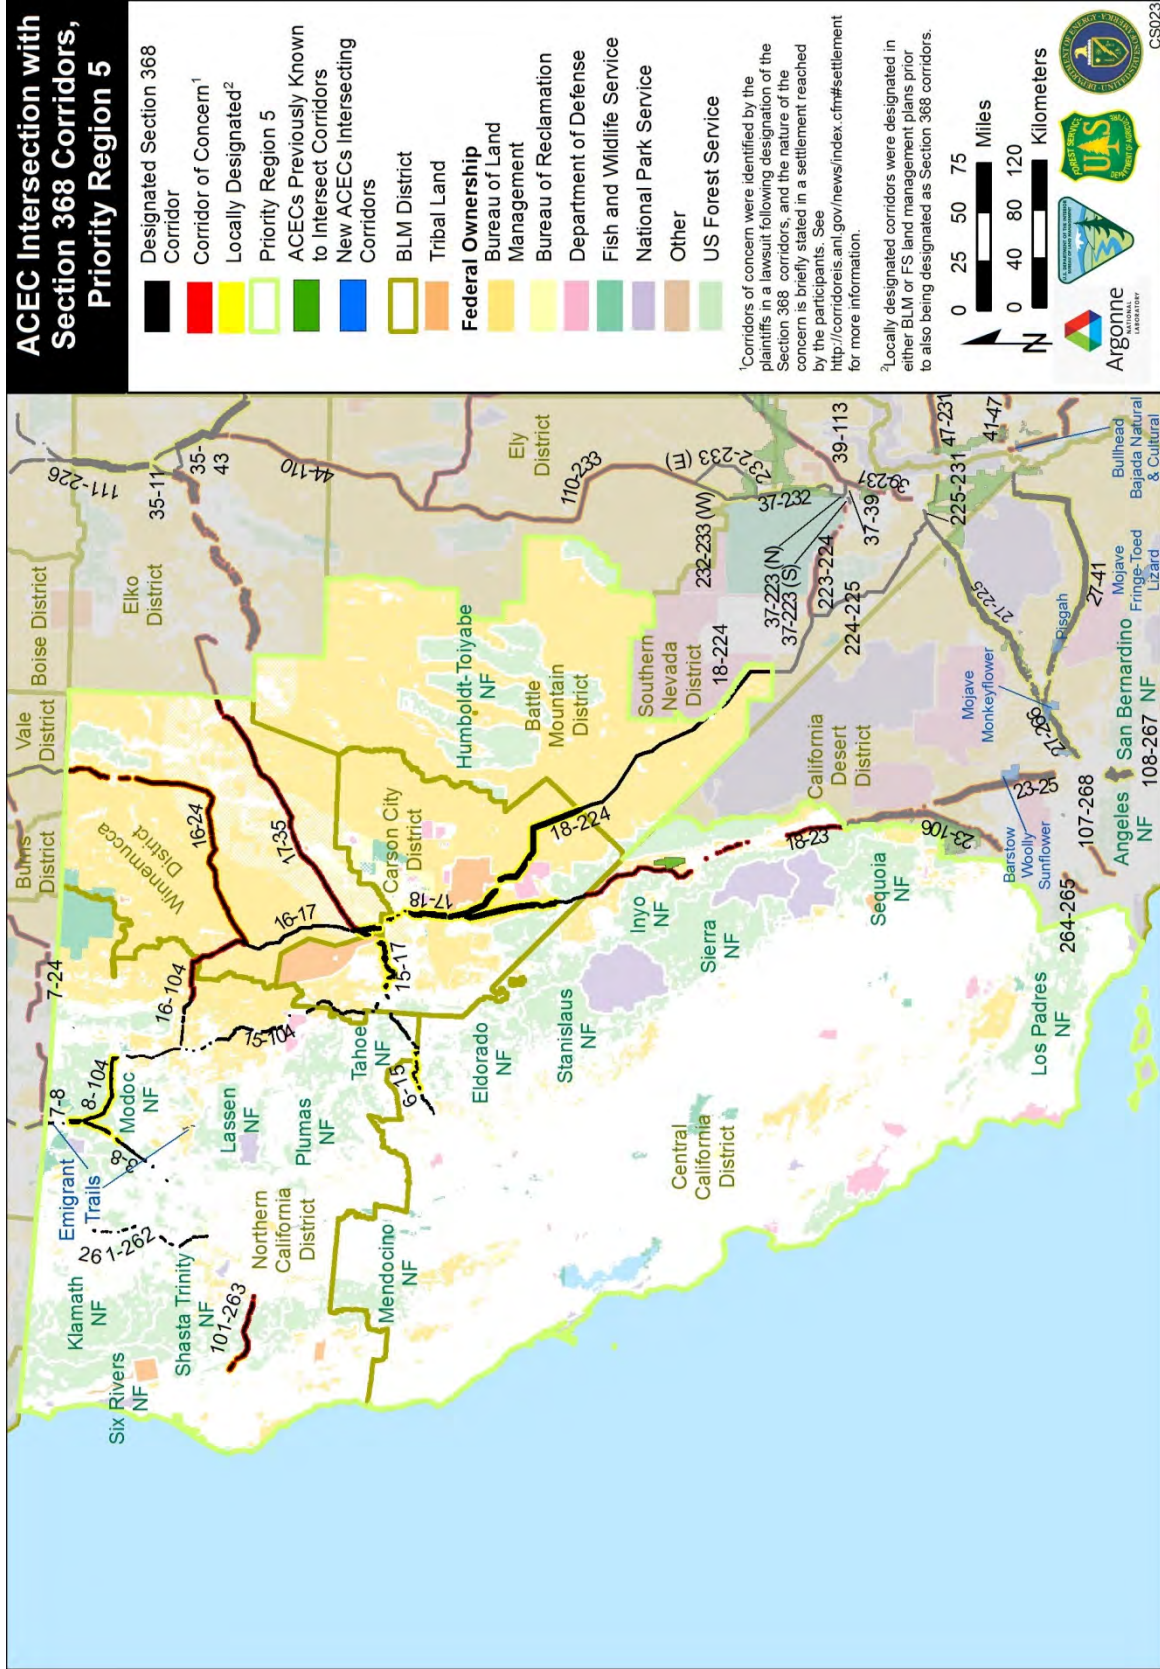 ACEC Intersection with
Section 368 Corridors,
Priority Region 5
Designated Section 368
Corridor
Corridor of Concern¹
Locally Designated²
Priority Region 5
ACECs Previously Known
to Intersect Corridors
New ACECs Intersecting
Corridors
BLM District
Tribal Land
Federal Ownership
Bureau of Land
Management
Bureau of Reclamation
Department of Defense
Fish and Wildlife Service
National Park Service
Other
US Forest Service
¹Corridors of concern were identified by the
plaintiffs in a lawsuit following designation of the
Section 368 corridors, and the nature of the
concern is briefly stated in a settlement reached
by the participants. See
http://corridoreis.anl.gov/news/index.cfm#settlement
for more information.
²Locally designated corridors were designated in
either BLM or FS land management plans prior
to also being designated as Section 368 corridors.
N
0 25 50 75
Miles
0 40 80 120
Kilometers
Argonne
NATIONAL
LABORATORY
FOREST SERVICE
UAS
DEPARTMENT OF AGRICULTURE
CS023
Burns
District
Vale
District
Boise District
7-24
7-8
8-104
3-8
Emigrant
Trails
Klamath
NF
261-262
Modoc
NF
16-104
Winnemucca
District
16-24
Elko
District
111-226
35-11
35-
43
Six Rivers
NF
Shasta Trinity
NF
101-263
Northern
California
District
Lassen
NF
Plumas
NF
15-104
16-17
17-35
44-110
Mendocino
NF
Tahoe
NF
6-15
15-17
17-18
Carson City
District
Humboldt-Toiyabe
NF
Battle
Mountain
District
Ely
District
110-233
Eldorado
NF
Stanislaus
NF
18-224
232-233 (W)
232-233 (E)
37-232
Central
California
District
Inyo
NF
Sierra
NF
Southern
Nevada
District
18-224
37-223 (N)
37-223 (S)
223-224
224-225
37-39
39-113
39-231
Sequoia
NF
18-23
California
Desert
District
23-106
23-25
27-225
225-231
47-231
41-47
Los Padres
NF
264-265
Barstow
Woolly
Sunflower
Mojave
Monkeyflower
27-266
Pisgah
27-41
107-268
Angeles
NF
San Bernardino
NF
108-267
Mojave
Fringe-Toed
Lizard
Bullhead
Bajada Natural
& Cultural